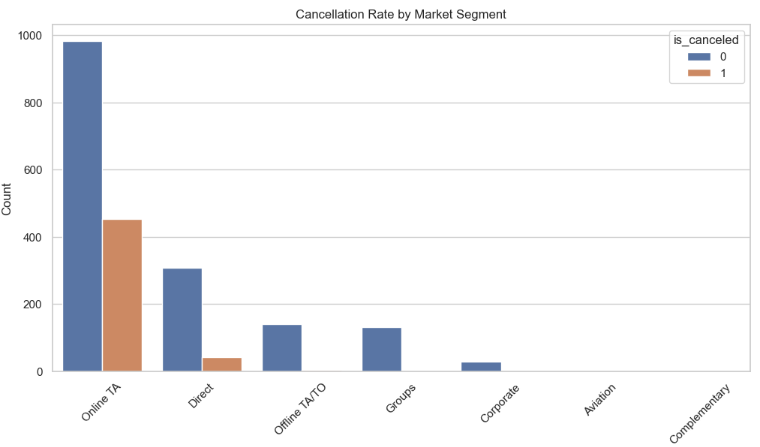 Cancellation Rate by Market Segment
is_canceled
0
1
1000
800
600
400
200
0
Count
Online TA
Direct
Offline TA/TO
Groups
Corporate
Aviation
Complementary